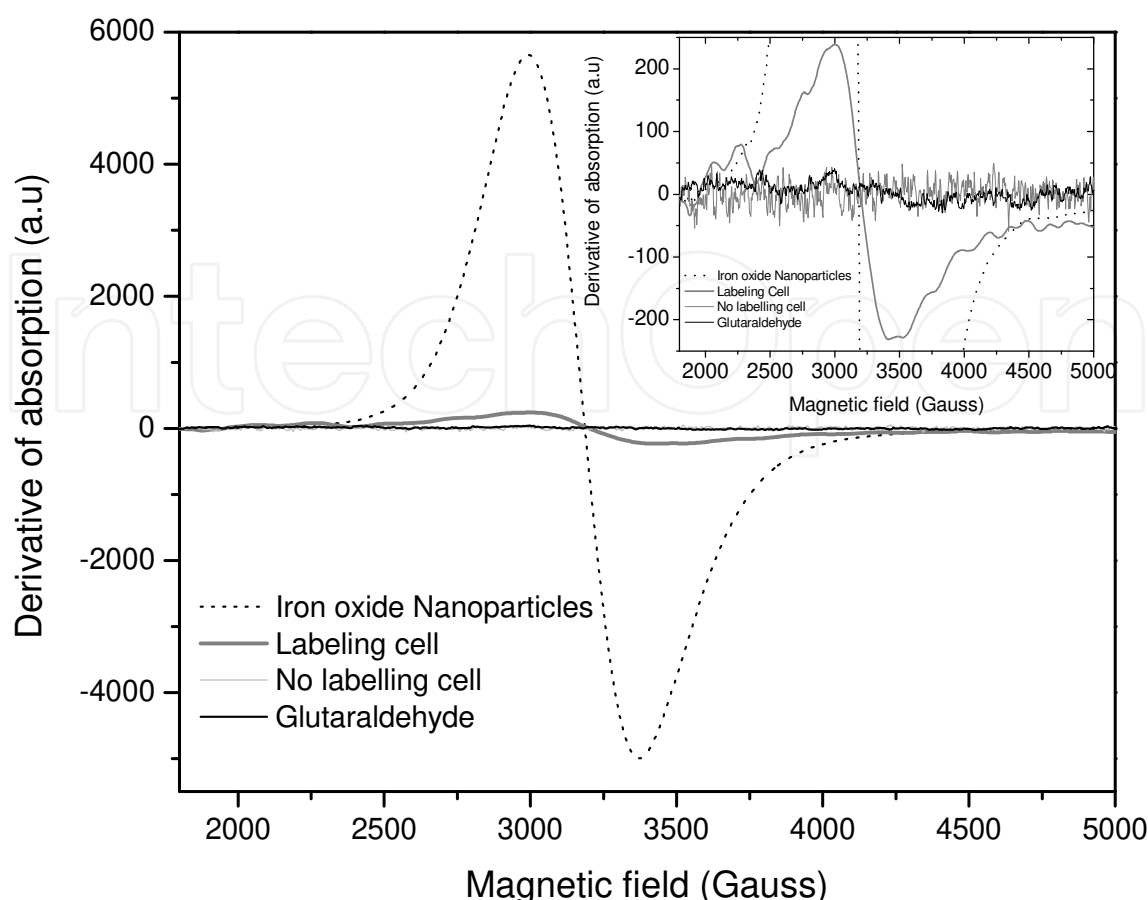 6000
4000
2000
0
-2000
-4000
Derivative of absorption (a.u)
2000 2500 3000 3500 4000 4500 5000
Magnetic field (Gauss)
Iron oxide Nanoparticles
Labeling cell
No labelling cell
Glutaraldehyde
200
100
0
-100
-200
Derivative of absorption (a.u)
Iron oxide Nanoparticles
Labeling Cell
No labelling cell
Glutaraldehyde
2000 2500 3000 3500 4000 4500 5000
Magnetic field (Gauss)
IntechOpen